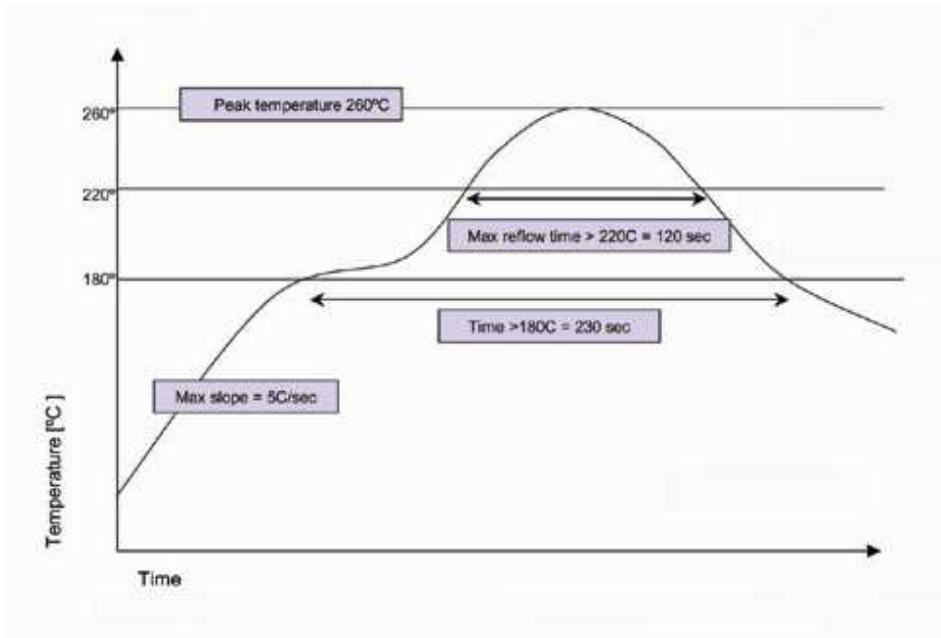 Peak temperature 260ºC
260º
220º
Max reflow time > 220C = 120 sec
180º
Time >180C = 230 sec
Max slope = 5C/sec
Temperature [ºC ]
Time